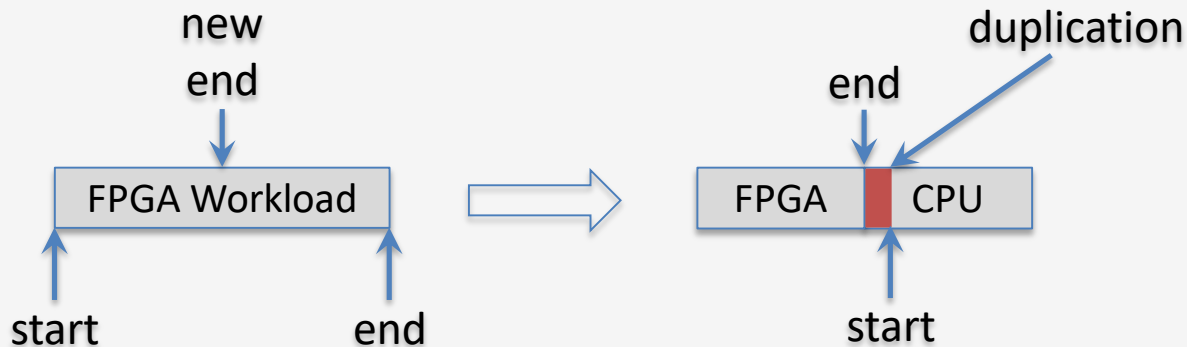 new
end
FPGA Workload
start
end
duplication
end
FPGA
CPU
start